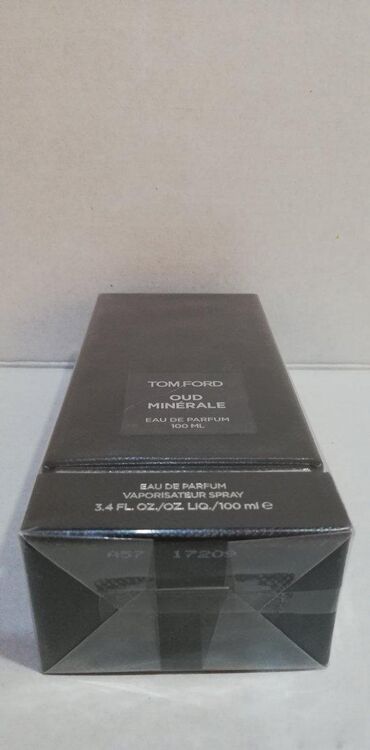 TOM FORD
OUD
MINÉRALE
EAU DE PARFUM
100 ML
EAU DE PARFUM
VAPORISATEUR SPRAY
3.4 FL. OZ./OZ. LIQ./100 ml ℮
A57 17209